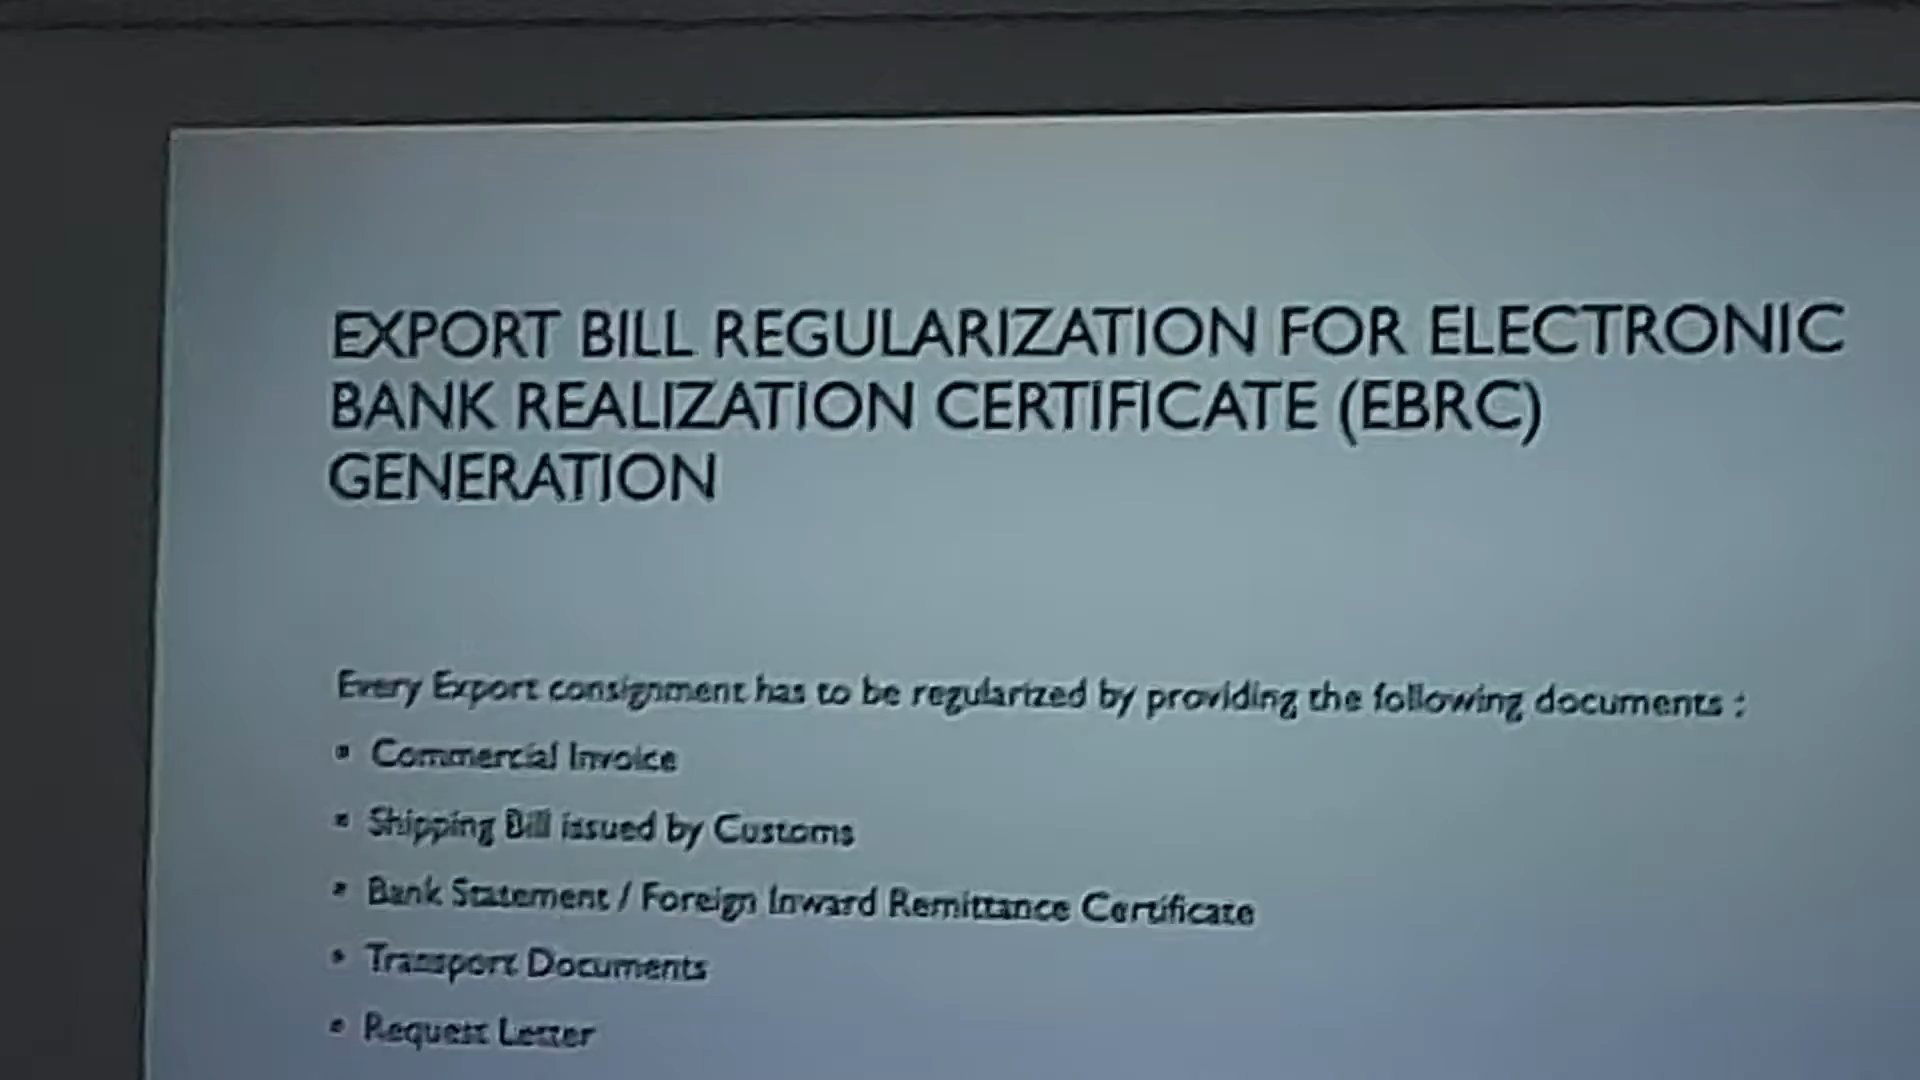 EXPORT BILL REGULARIZATION FOR ELECTRONIC
BANK REALIZATION CERTIFICATE (EBRC)
GENERATION
Every Export consignment has to be regularized by providing the following documents :
▪ Commercial Invoice
▪ Shipping Bill issued by Customs
▪ Bank Statement / Foreign Inward Remittance Certificate
▪ Transport Documents
▪ Request Letter